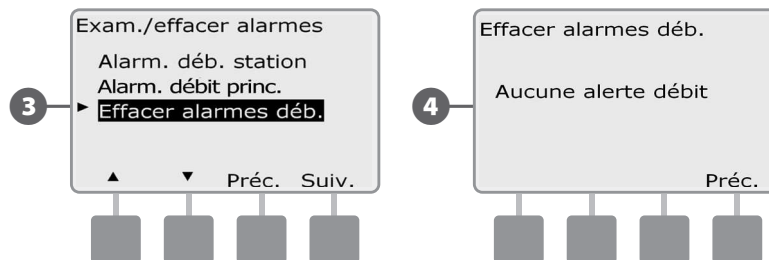 3
Exam./effacer alarmes
Alarm. déb. station
Alarm. débit princ.
► Effacer alarmes déb.
▲ ▼ Préc. Suiv.
4
Effacer alarmes déb.
Aucune alerte débit
Préc.